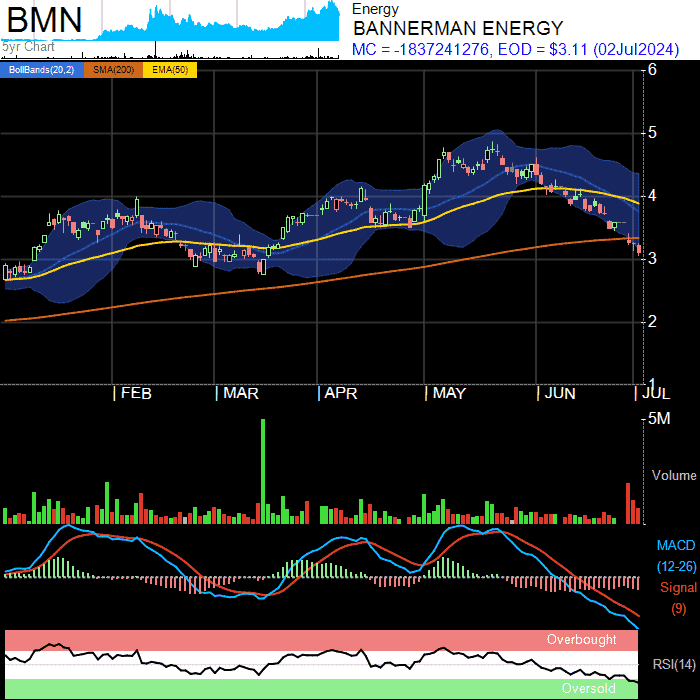 BMN
5yr Chart
Energy
BANNERMAN ENERGY
MC = -1837241276, EOD = $3.11 (02Jul2024)
BollBands(20,2) SMA(200) EMA(50)
6
5
4
3
2
1
FEB MAR APR MAY JUN JUL
5M
Volume
MACD
(12-26)
Signal
(9)
Overbought
RSI(14)
Oversold